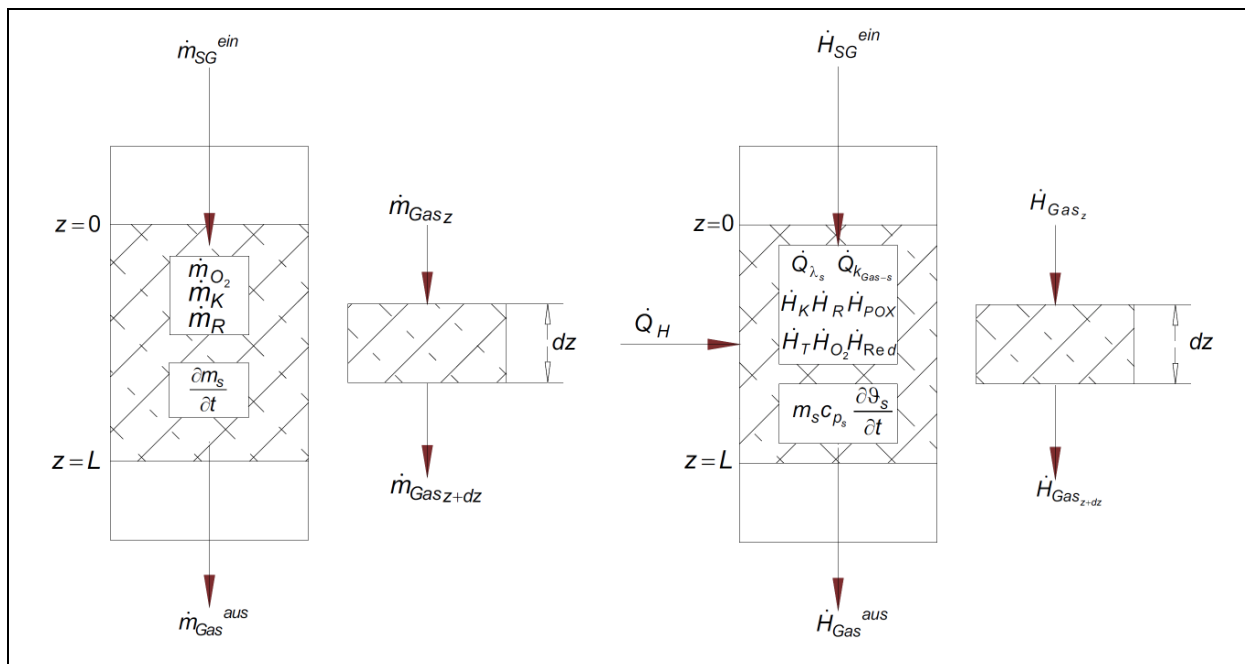 ṁ_SG^ein
z=0
ṁ_O₂
ṁ_K
ṁ_R
∂m_s/∂t
z=L
ṁ_Gas^aus
ṁ_Gas_z
dz
ṁ_Gas_z+dz
Ḣ_SG^ein
z=0
Q̇_λ_s Q̇_k_Gas-s
Ḣ_K Ḣ_R Ḣ_POX
Ḣ_T Ḣ_O₂ Ḣ_Red
Q̇_H
m_s c_p_s ∂ϑ_s/∂t
z=L
Ḣ_Gas^aus
Ḣ_Gas_z
dz
Ḣ_Gas_z+dz